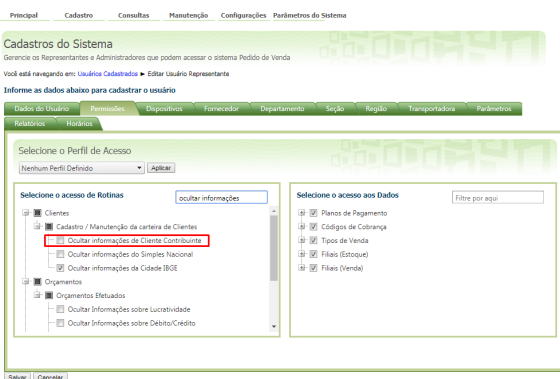 Principal Cadastro Consultas Manutenção Configurações Parâmetros do Sistema
Cadastros do Sistema
Gerencie os Representantes e Administradores que podem acessar o sistema Pedido de Venda
Você está navegando em: Usuários Cadastrados ► Editar Usuário Representante
Informe as dados abaixo para cadastrar o usuário
Dados do Usuário Permissões Dispositivos Fornecedor Departamento Seção Região Transportadora Parâmetros
Relatórios Horários
Selecione o Perfil de Acesso
Nenhum Perfil Definido Aplicar
Selecione o acesso de Rotinas ocultar informações
Selecione o acesso aos Dados Filtre por aqui
Clientes
Cadastro / Manutenção da carteira de Clientes
Ocultar informações de Cliente Contribuinte
Ocultar informações do Simples Nacional
Ocultar informações da Cidade IBGE
Orçamentos
Orçamentos Efetuados
Ocultar Informações sobre Lucratividade
Ocultar Informações sobre Débito/Crédito
Planos de Pagamento
Códigos de Cobrança
Tipos de Venda
Filiais (Estoque)
Filiais (Venda)
Salvar Cancelar